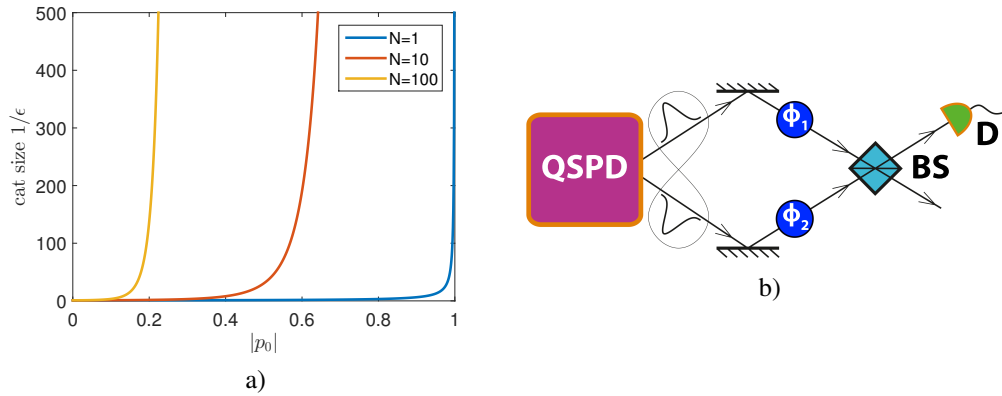 500
400
300
200
100
0
cat size 1/ϵ
0 0.2 0.4 0.6 0.8 1
|p₀|
N=1
N=10
N=100
a)
QSPD
ϕ₁
ϕ₂
BS
D
b)